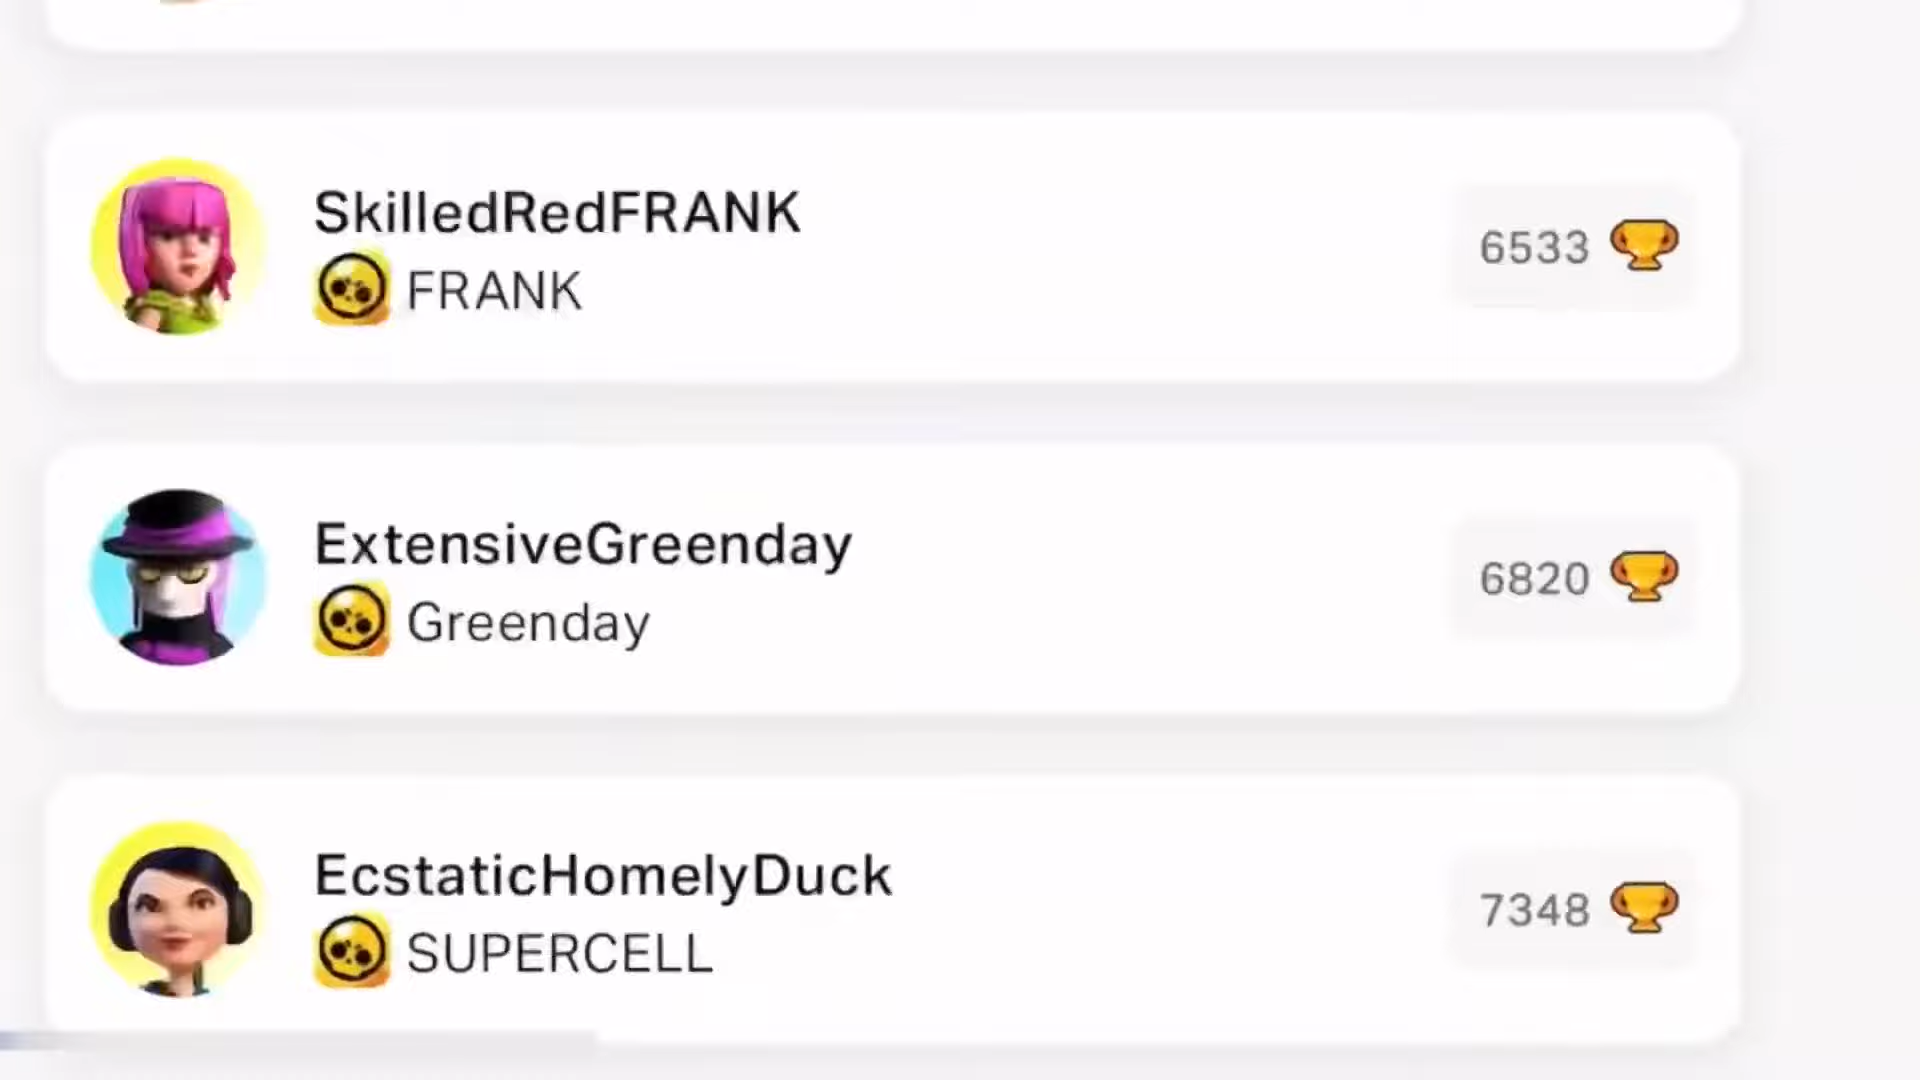 SkilledRedFRANK
FRANK
6533
ExtensiveGreenday
Greenday
6820
EcstaticHomelyDuck
SUPERCELL
7348